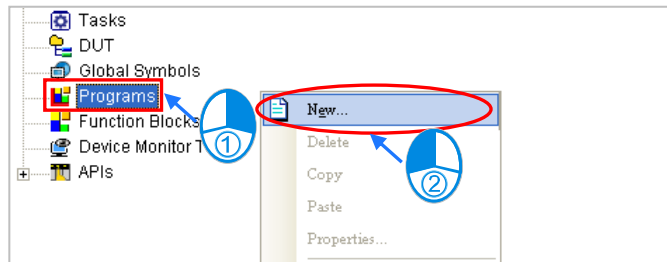 Tasks
DUT
Global Symbols
Programs
Function Blocks
Device Monitor T
APIs
New...
Delete
Copy
Paste
Properties...
①
②